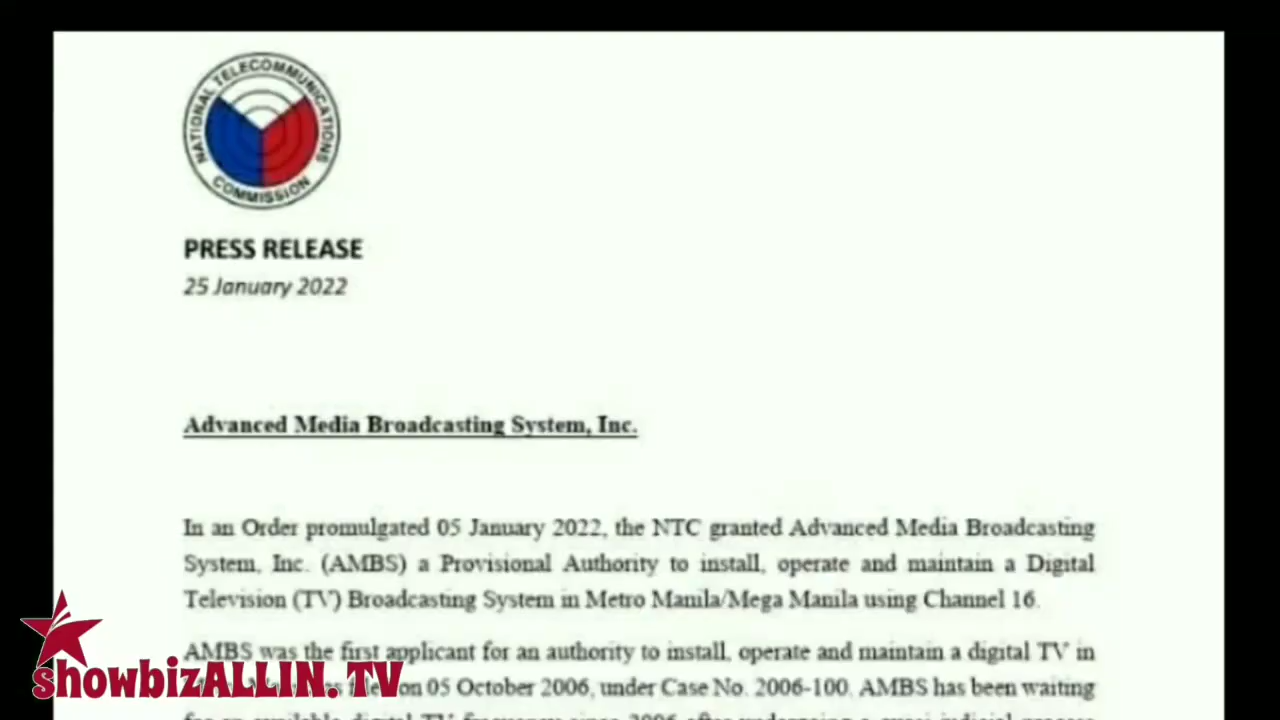 NATIONAL TELECOMMUNICATIONS
COMMISSION
PRESS RELEASE
25 January 2022
Advanced Media Broadcasting System, Inc.
In an Order promulgated 05 January 2022, the NTC granted Advanced Media Broadcasting
System, Inc. (AMBS) a Provisional Authority to install, operate and maintain a Digital
Television (TV) Broadcasting System in Metro Manila/Mega Manila using Channel 16.
AMBS was the first applicant for an authority to install, operate and maintain a digital TV in
on 05 October 2006, under Case No. 2006-100. AMBS has been waiting
showbizALLIN.TV